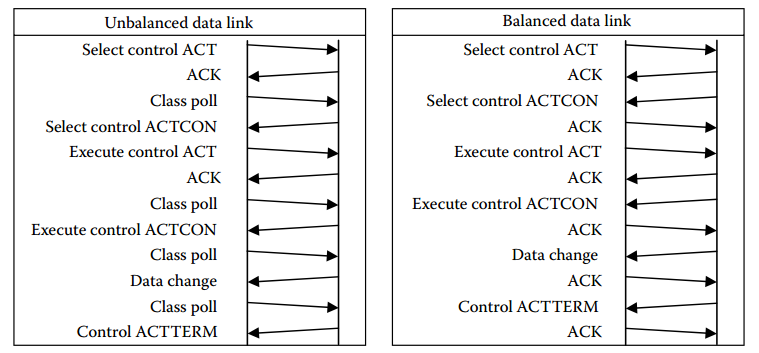 Unbalanced data link
Select control ACT
ACK
Class poll
Select control ACTCON
Execute control ACT
ACK
Class poll
Execute control ACTCON
Class poll
Data change
Class poll
Control ACTTERM
Balanced data link
Select control ACT
ACK
Select control ACTCON
ACK
Execute control ACT
ACK
Execute control ACTCON
ACK
Data change
ACK
Control ACTTERM
ACK